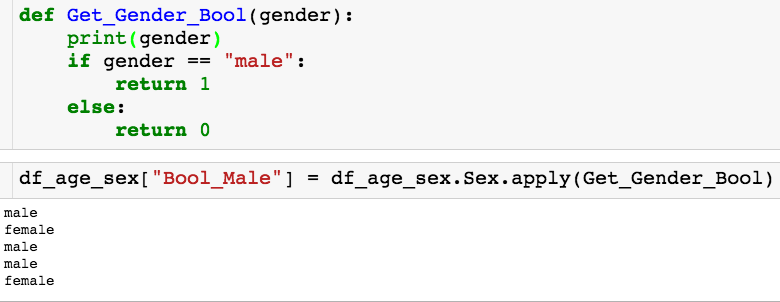 def Get_Gender_Bool(gender):
    print(gender)
    if gender == "male":
        return 1
    else:
        return 0
df_age_sex["Bool_Male"] = df_age_sex.Sex.apply(Get_Gender_Bool)
male
female
male
male
female